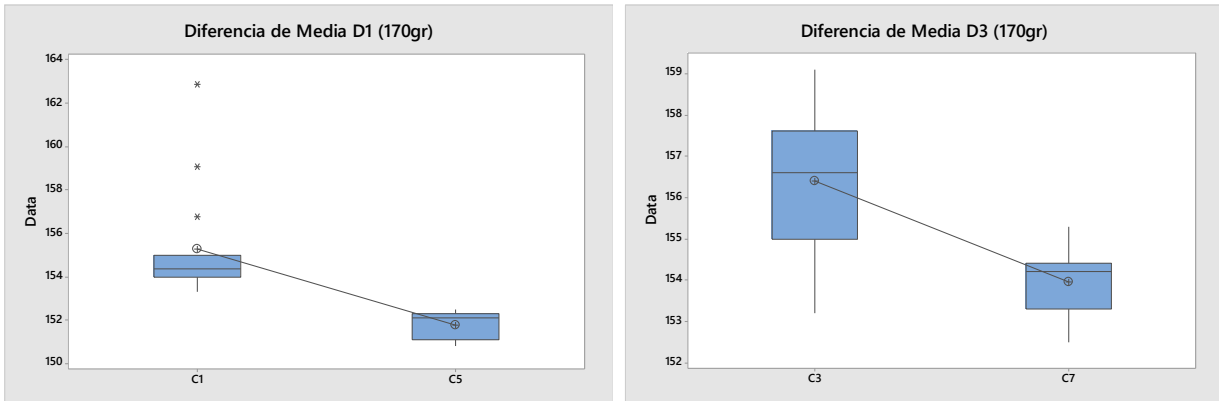 Diferencia de Media D1 (170gr)
164
162
160
158
156
154
152
150
Data
C1
C5
Diferencia de Media D3 (170gr)
159
158
157
156
155
154
153
152
Data
C3
C7